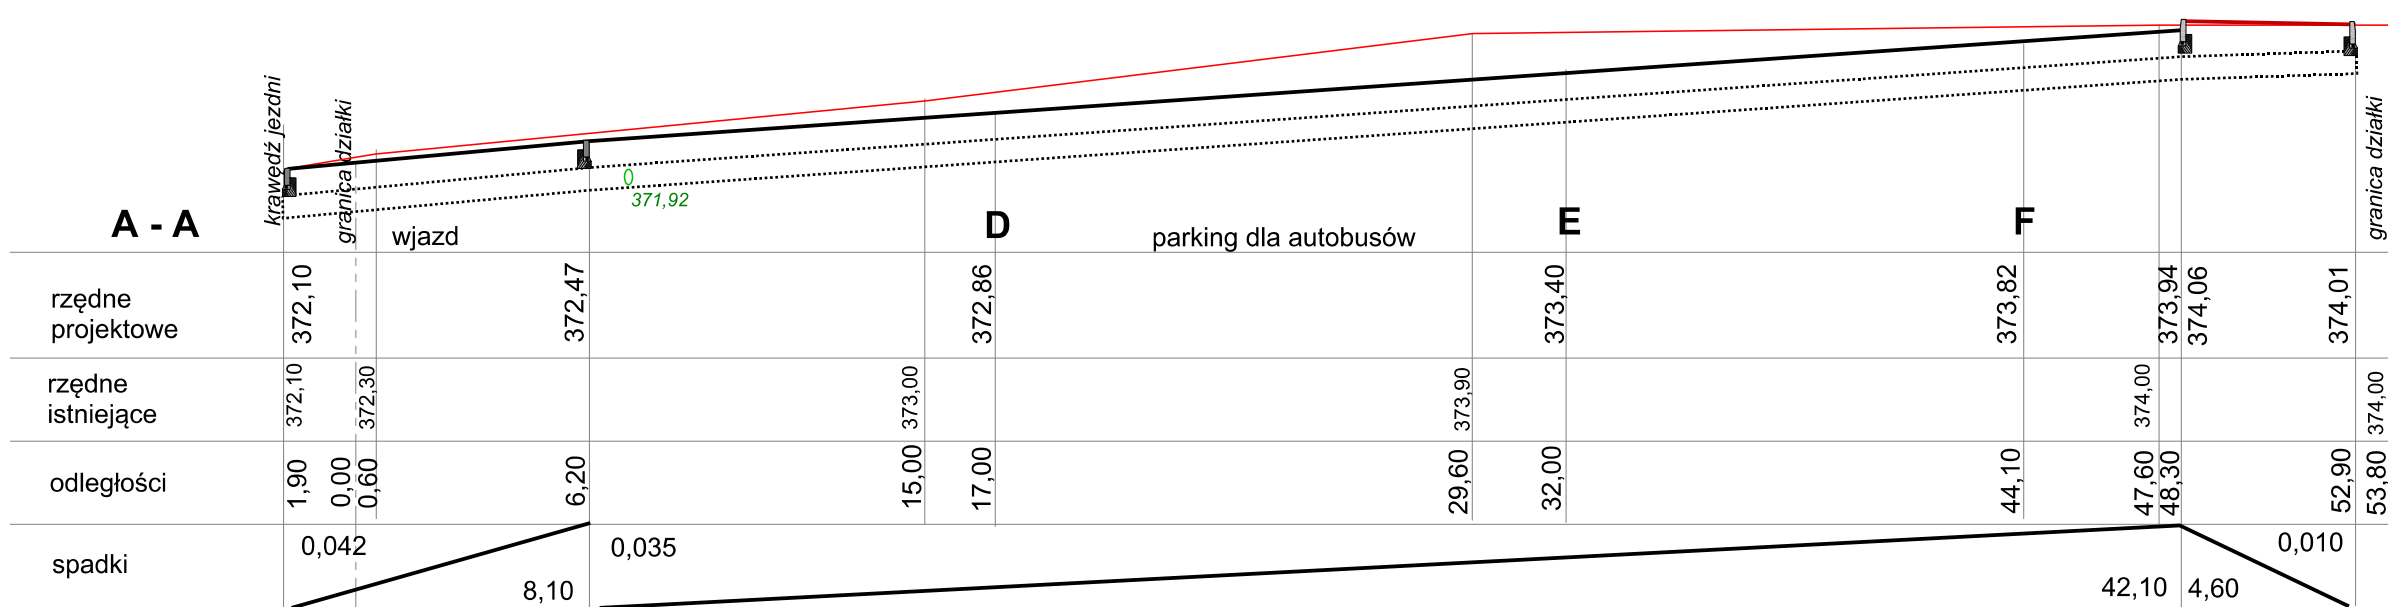 krawędź jezdni
granica działki
371,92
granica działki
A - A
wjazd
D
parking dla autobusów
E
F
rzędne
projektowe
372,10
372,47
372,86
373,40
373,82
373,94
374,06
374,01
rzędne
istniejące
372,10
372,30
373,00
373,90
374,00
374,00
odległości
1,90
0,00
0,60
6,20
15,00
17,00
29,60
32,00
44,10
47,60
48,30
52,90
53,80
spadki
0,042
8,10
0,035
42,10
4,60
0,010